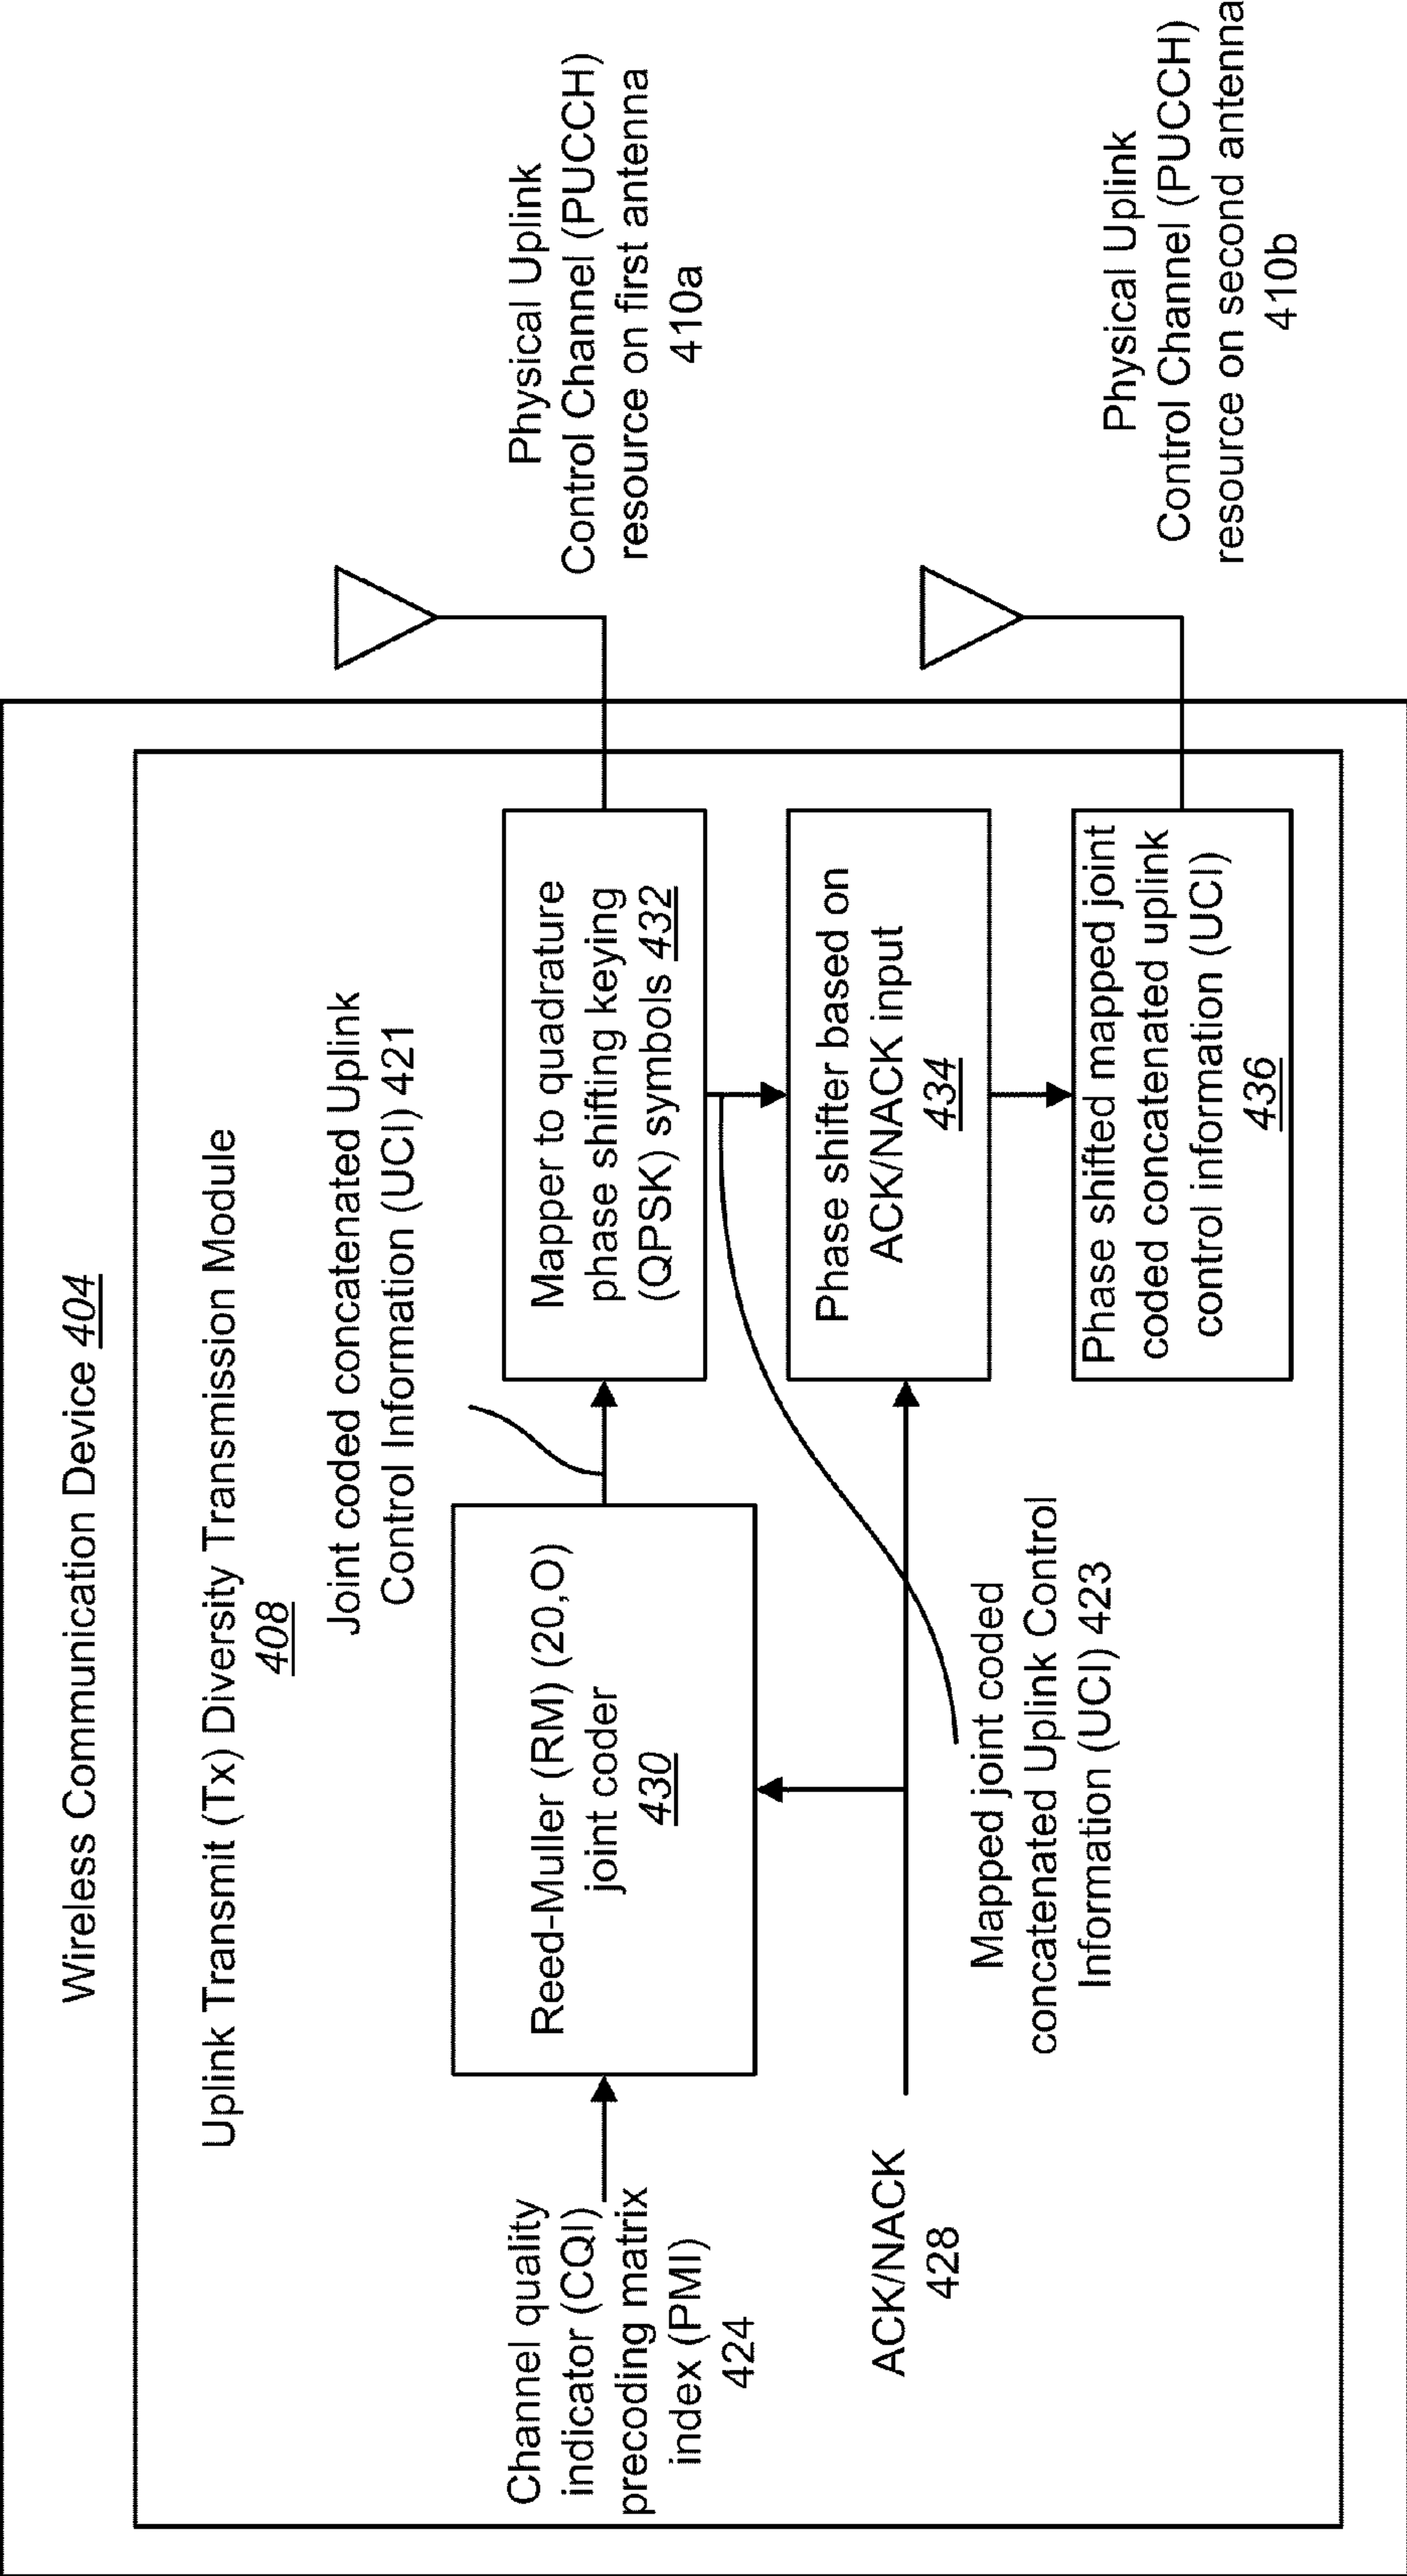 Wireless Communication Device 404
Uplink Transmit (Tx) Diversity Transmission Module
408
Joint coded concatenated Uplink
Control Information (UCI) 421
Channel quality
indicator (CQI)
precoding matrix
index (PMI)
424
Reed-Muller (RM) (20,O)
joint coder
430
Mapper to quadrature
phase shifting keying
(QPSK) symbols 432
Physical Uplink
Control Channel (PUCCH)
resource on first antenna
410a
ACK/NACK
428
Phase shifter based on
ACK/NACK input
434
Mapped joint coded
concatenated Uplink Control
Information (UCI) 423
Phase shifted mapped joint
coded concatenated uplink
control information (UCI)
436
Physical Uplink
Control Channel (PUCCH)
resource on second antenna
410b